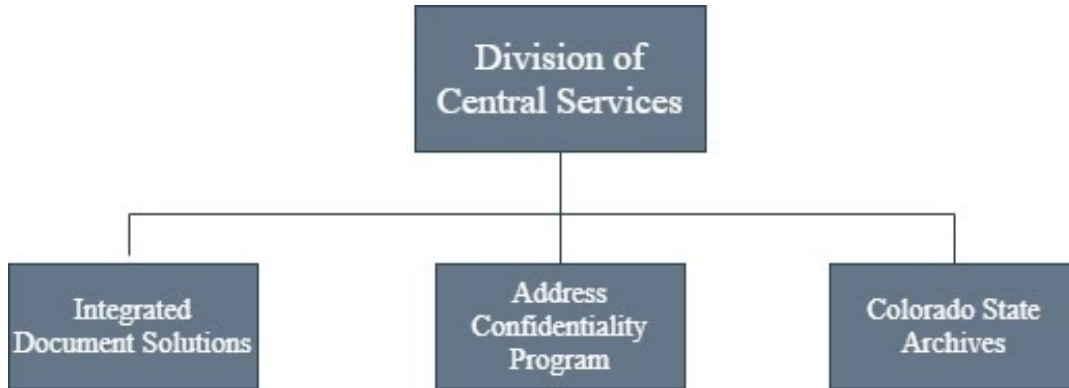 Division of
Central Services
Integrated
Document Solutions
Address
Confidentiality
Program
Colorado State
Archives